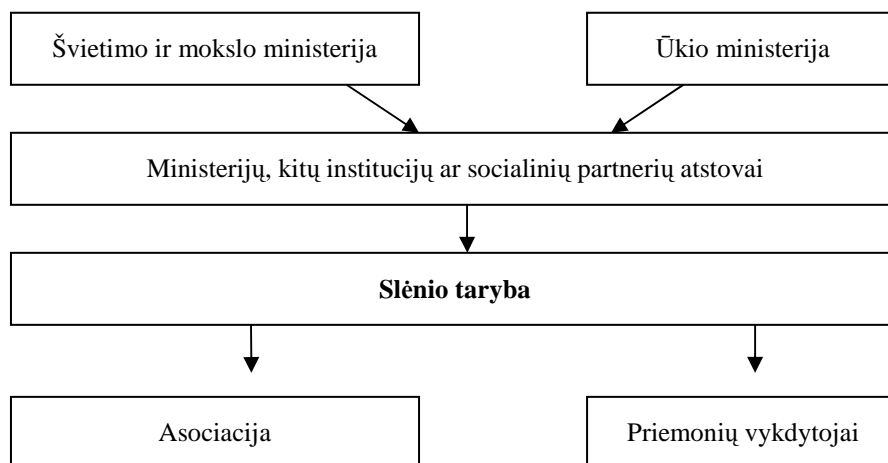 Švietimo ir mokslo ministerija
Ūkio ministerija
Ministerijų, kitų institucijų ar socialinių partnerių atstovai
Slėnio taryba
Asociacija
Priemonių vykdytojai